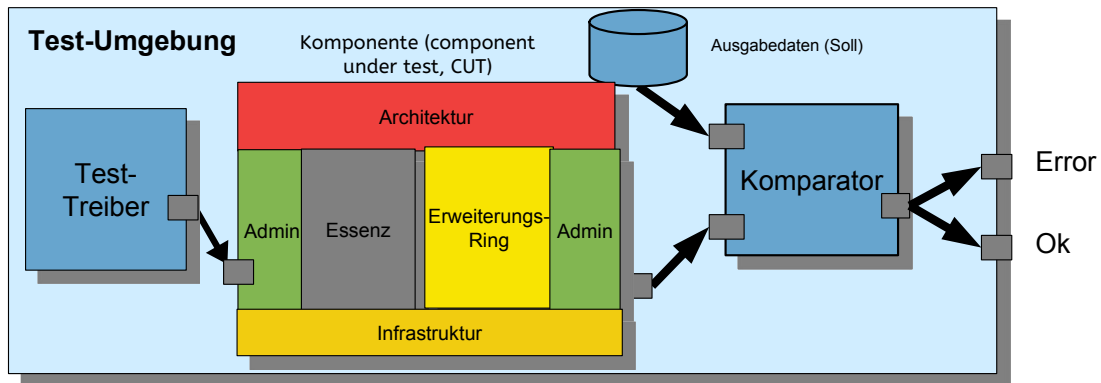 Test-Umgebung
Komponente (component
under test, CUT)
Ausgabedaten (Soll)
Architektur
Test-
Treiber
Admin
Essenz
Erweiterungs-
Ring
Admin
Komparator
Error
Ok
Infrastruktur